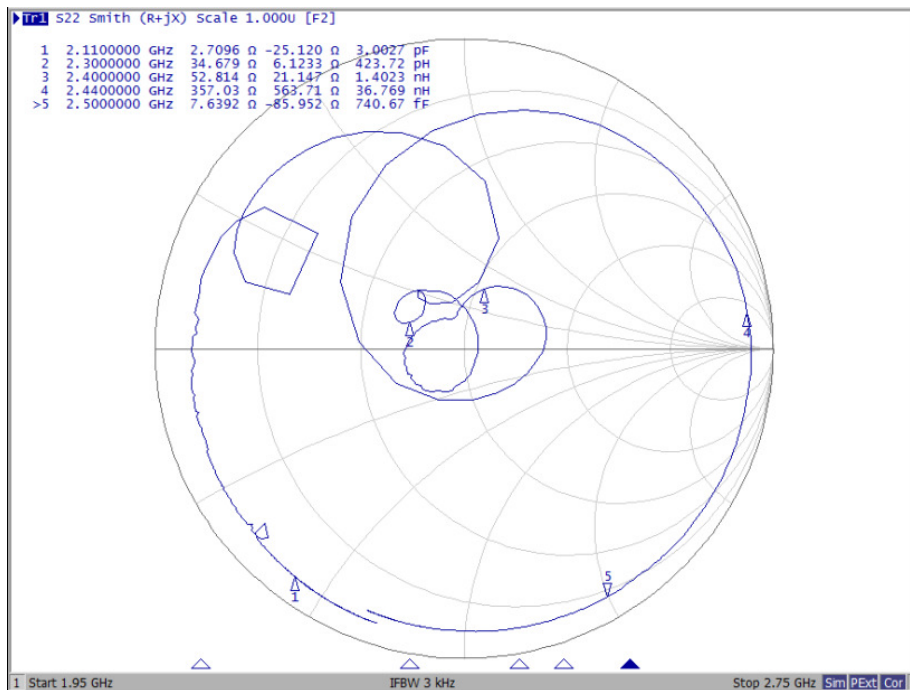 Tr1 S22 Smith (R+jX) Scale 1.000U [F2]
1 2.1100000 GHz 2.7096 Ω -25.120 Ω 3.0027 pF
2 2.3000000 GHz 34.679 Ω 6.1233 Ω 423.72 pH
3 2.4000000 GHz 52.814 Ω 21.147 Ω 1.4023 nH
4 2.4400000 GHz 357.03 Ω 563.71 Ω 36.769 nH
>5 2.5000000 GHz 7.6392 Ω -85.952 Ω 740.67 fF
2
3
4
5
1
1 Start 1.95 GHz IFBW 3 kHz Stop 2.75 GHz Sim PExt Cor